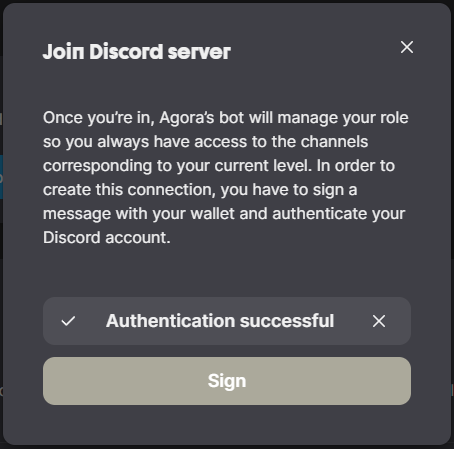 Join Discord server
Once you’re in, Agora’s bot will manage your role
so you always have access to the channels
corresponding to your current level. In order to
create this connection, you have to sign a
message with your wallet and authenticate your
Discord account.
Authentication successful
Sign